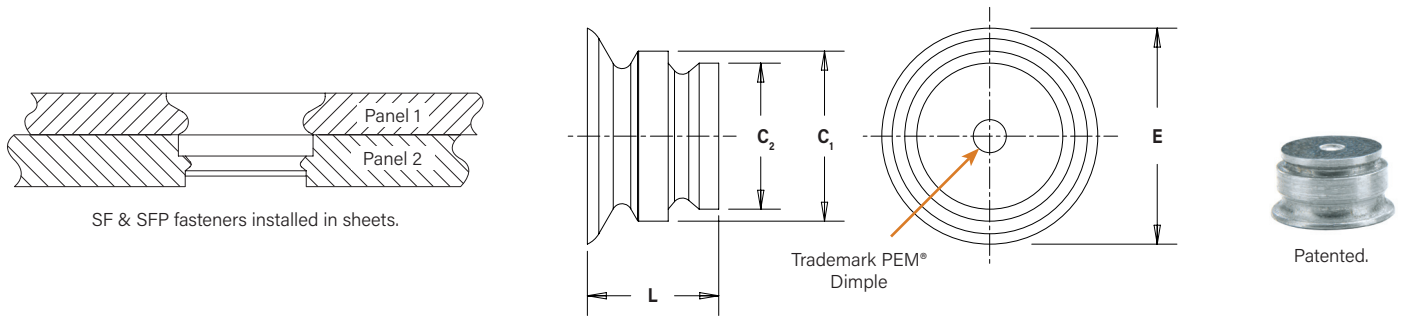 Panel 1
Panel 2
SF & SFP fasteners installed in sheets.
C₂
C₁
L
E
Trademark PEM®
Dimple
Patented.